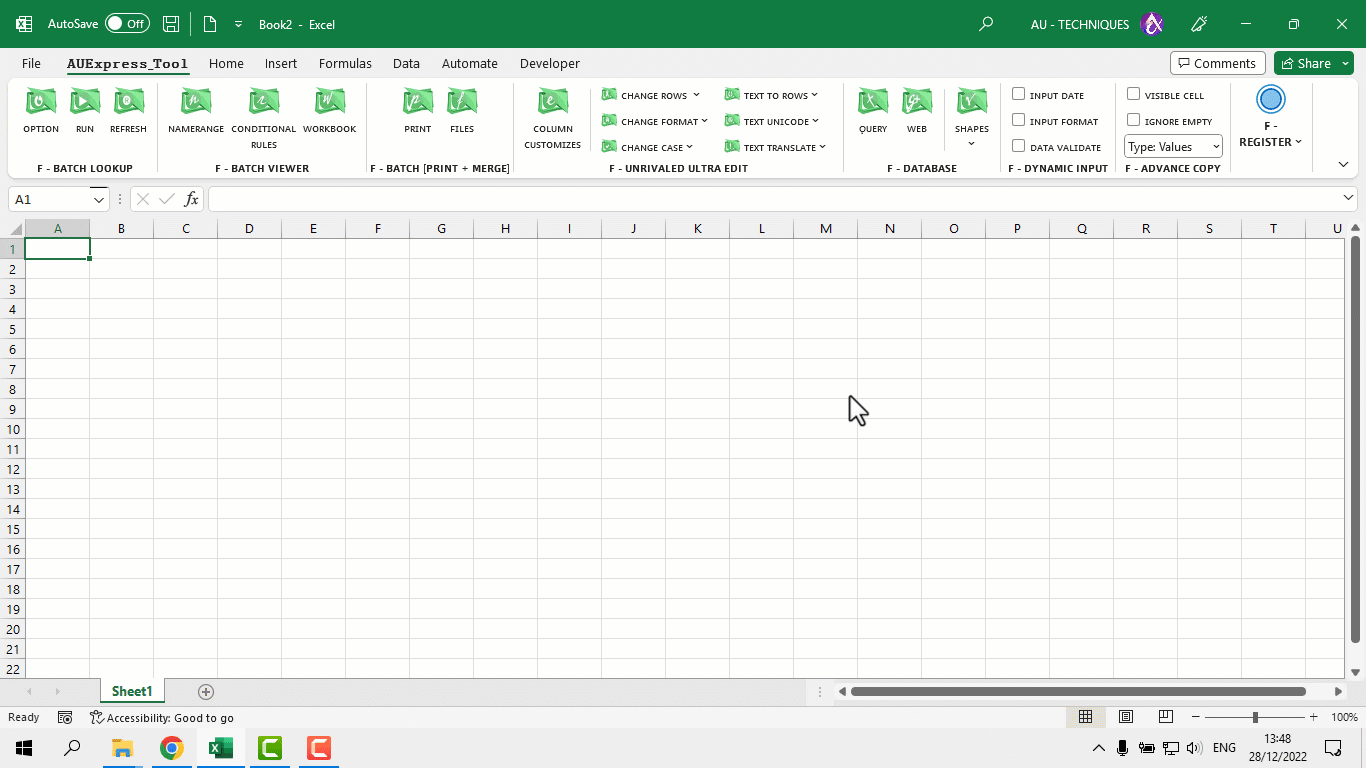 AutoSave Off Book2 - Excel AU - TECHNIQUES
File AUExpress_Tool Home Insert Formulas Data Automate Developer Comments Share
OPTION RUN REFRESH
F - BATCH LOOKUP
NAMERANGE CONDITIONAL RULES WORKBOOK
F - BATCH VIEWER
PRINT FILES
F - BATCH [PRINT + MERGE]
COLUMN CUSTOMIZES
CHANGE ROWS TEXT TO ROWS
CHANGE FORMAT TEXT UNICODE
CHANGE CASE TEXT TRANSLATE
F - UNRIVALED ULTRA EDIT
QUERY WEB SHAPES
F - DATABASE
INPUT DATE
INPUT FORMAT
DATA VALIDATE
F - DYNAMIC INPUT
VISIBLE CELL
IGNORE EMPTY
Type: Values
F - ADVANCE COPY
F -
REGISTER
A1 fx
A B C D E F G H I J K L M N O P Q R S T U
1
2
3
4
5
6
7
8
9
10
11
12
13
14
15
16
17
18
19
20
21
22
Sheet1
Ready Accessibility: Good to go 100%
ENG 13:48
28/12/2022